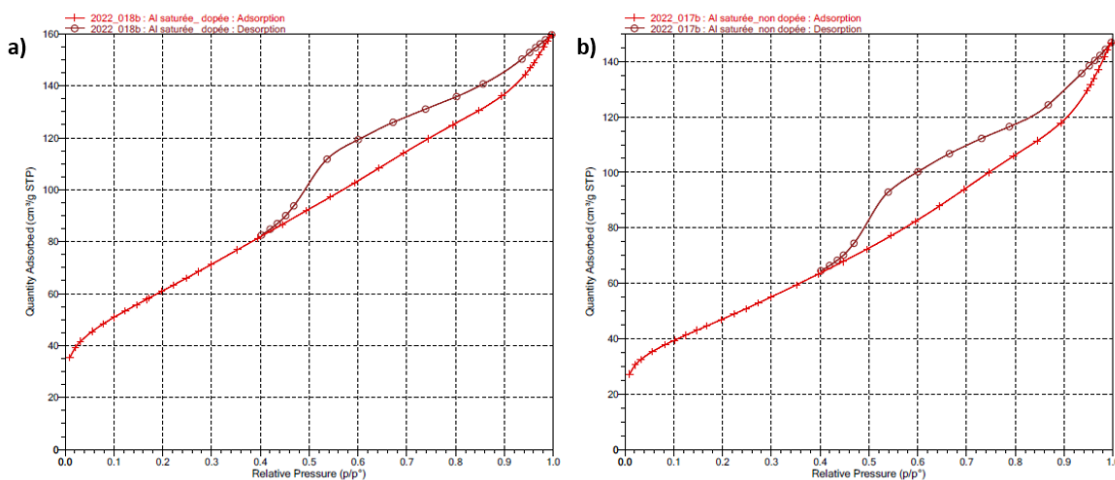 a)
2022_018b : Al saturée_ dopée : Adsorption
2022_018b : Al saturée_ dopée : Desorption
160
140
120
100
80
60
40
20
0
Quantity Adsorbed (cm³/g STP)
0.0 0.1 0.2 0.3 0.4 0.5 0.6 0.7 0.8 0.9 1.0
Relative Pressure (p/p°)
b)
2022_017b : Al saturée_non dopée : Adsorption
2022_017b : Al saturée_non dopée : Desorption
140
120
100
80
60
40
20
0
Quantity Adsorbed (cm³/g STP)
0.0 0.1 0.2 0.3 0.4 0.5 0.6 0.7 0.8 0.9 1.0
Relative Pressure (p/p°)